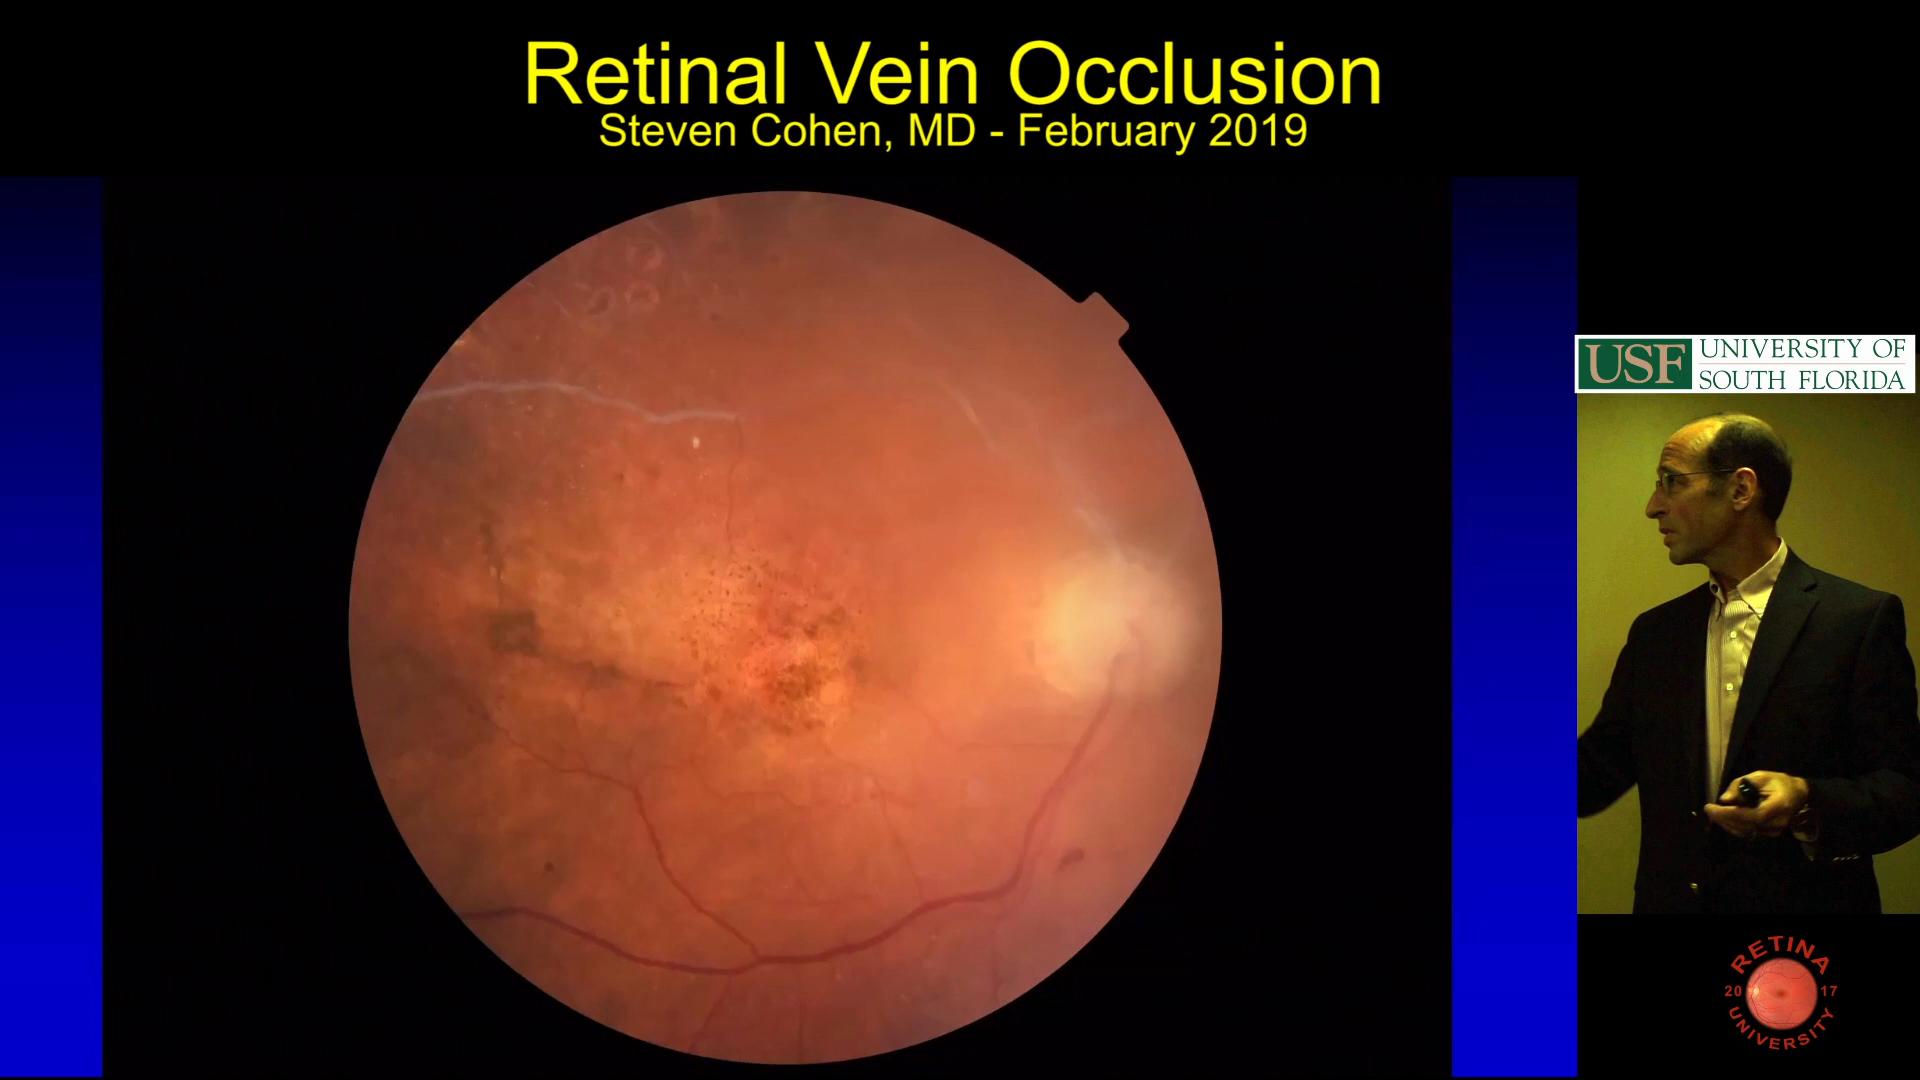 Retinal Vein Occlusion
Steven Cohen, MD - February 2019
USF UNIVERSITY OF
SOUTH FLORIDA
RETINA
20 17
UNIVERSITY